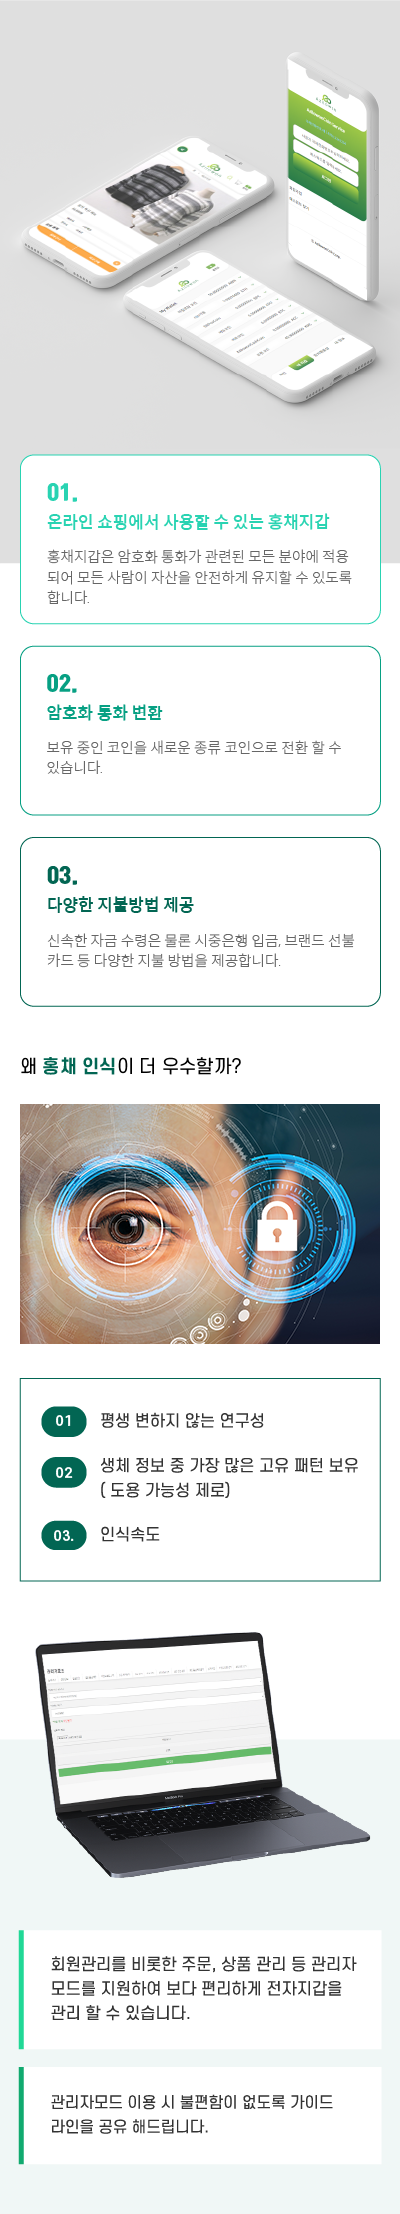 My Wallet
01.
온라인 쇼핑에서 사용할 수 있는 홍채지갑
홍채지갑은 암호화 통화가 관련된 모든 분야에 적용
되어 모든 사람이 자산을 안전하게 유지할 수 있도록
합니다.
02.
암호화 통화 변환
보유 중인 코인을 새로운 종류 코인으로 전환 할 수
있습니다.
03.
다양한 지불방법 제공
신속한 자금 수령은 물론 시중은행 입금, 브랜드 선불
카드 등 다양한 지불 방법을 제공합니다.
왜 홍채 인식이 더 우수할까?
01 평생 변하지 않는 연구성
02 생체 정보 중 가장 많은 고유 패턴 보유
( 도용 가능성 제로)
03. 인식속도
회원관리를 비롯한 주문, 상품 관리 등 관리자
모드를 지원하여 보다 편리하게 전자지갑을
관리 할 수 있습니다.
관리자모드 이용 시 불편함이 없도록 가이드
라인을 공유 해드립니다.